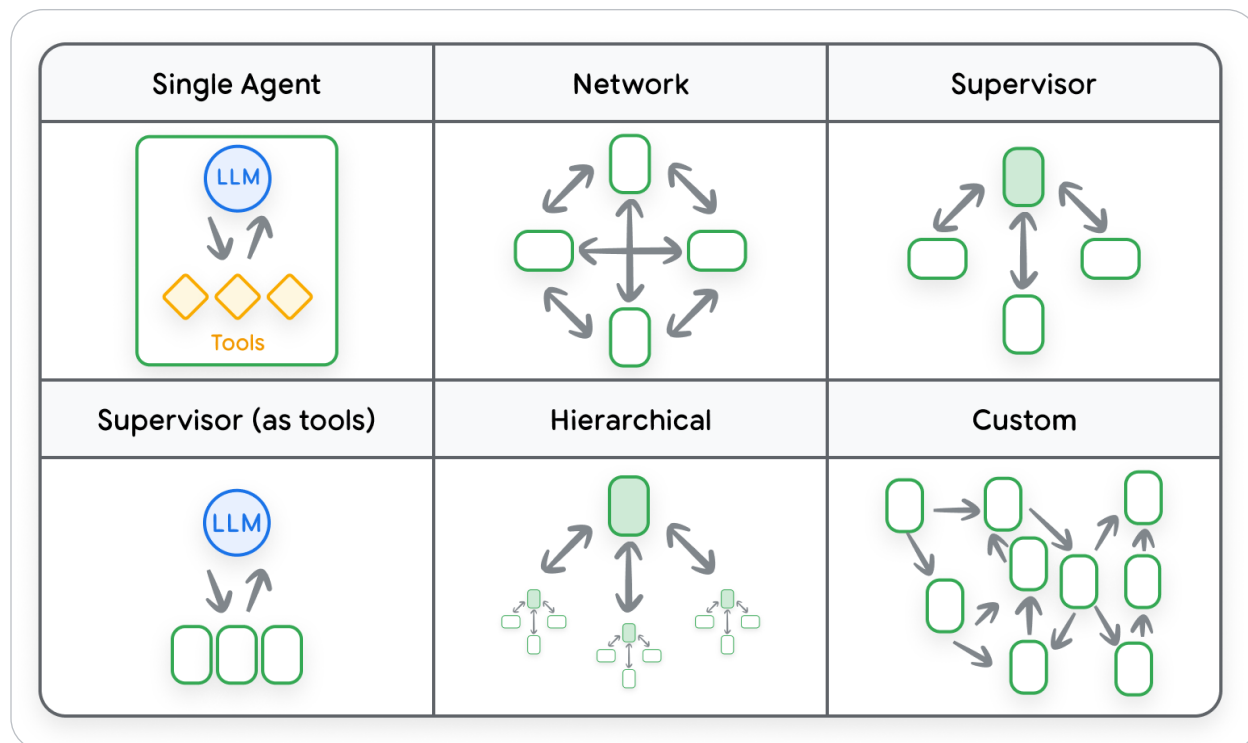 Single Agent
Network
Supervisor
LLM
Tools
Supervisor (as tools)
Hierarchical
Custom
LLM